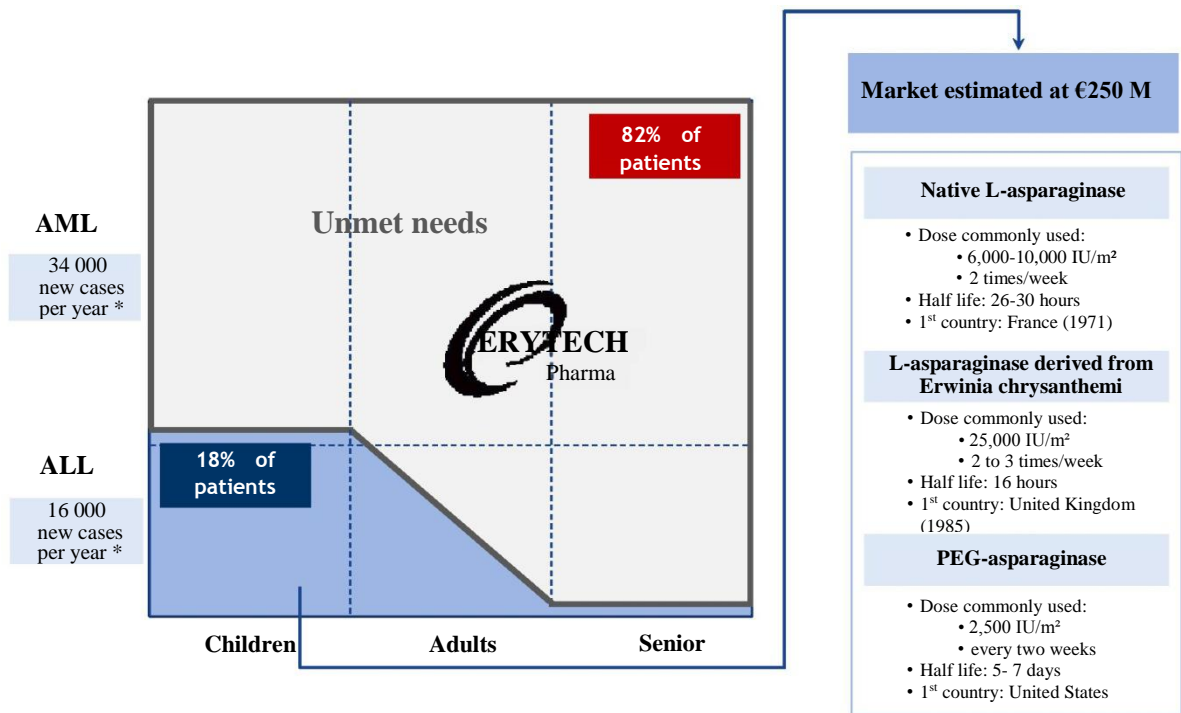 Market estimated at €250 M
82% of
patients
Native L-asparaginase
AML
Unmet needs
34 000
new cases
per year *
• Dose commonly used:
• 6,000-10,000 IU/m²
• 2 times/week
• Half life: 26-30 hours
• 1st country: France (1971)
ERYTECH
Pharma
L-asparaginase derived from
Erwinia chrysanthemi
• Dose commonly used:
• 25,000 IU/m²
• 2 to 3 times/week
• Half life: 16 hours
• 1st country: United Kingdom
(1985)
ALL
18% of
patients
16 000
new cases
per year *
PEG-asparaginase
• Dose commonly used:
• 2,500 IU/m²
• every two weeks
• Half life: 5- 7 days
• 1st country: United States
Children
Adults
Senior